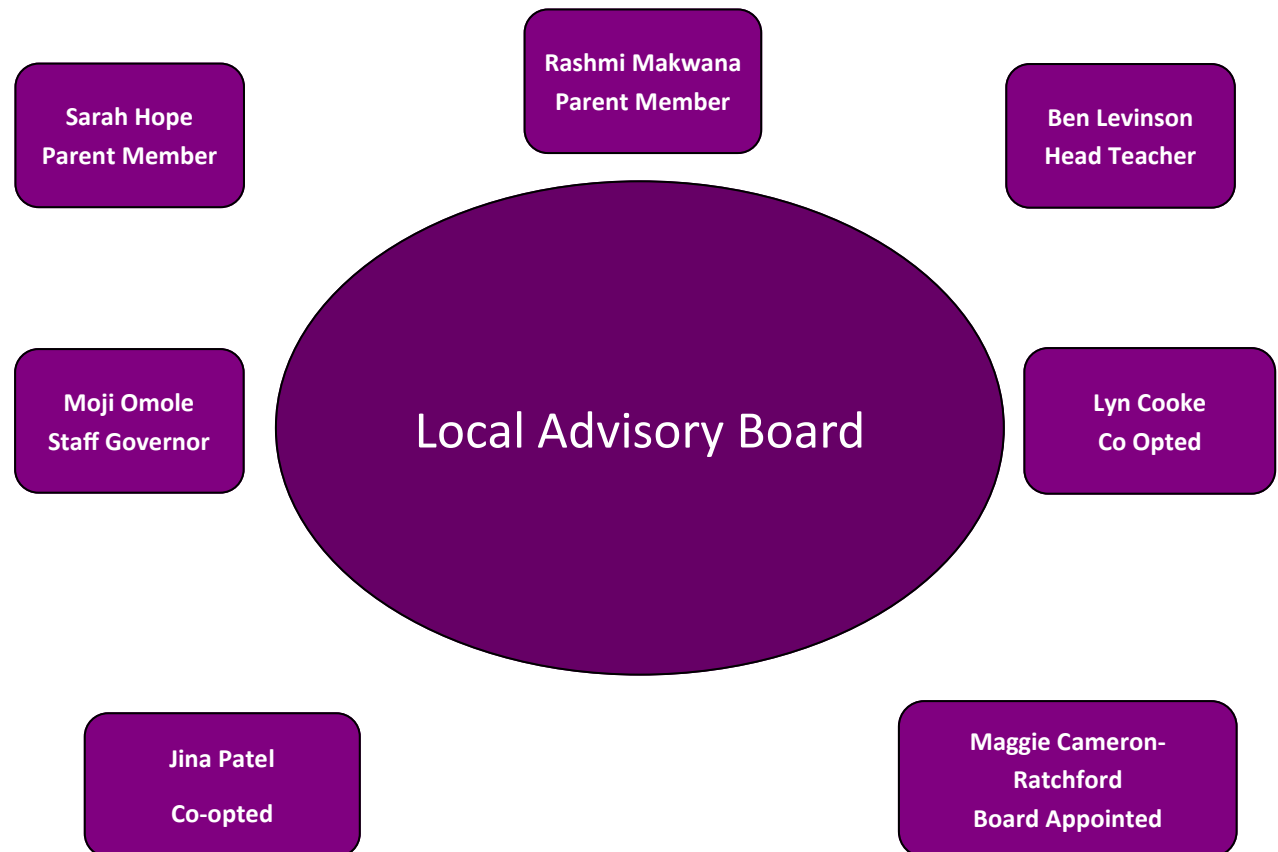 Rashmi Makwana
Parent Member
Sarah Hope
Parent Member
Ben Levinson
Head Teacher
Moji Omole
Staff Governor
Local Advisory Board
Lyn Cooke
Co Opted
Jina Patel
Co-opted
Maggie Cameron-
Ratchford
Board Appointed